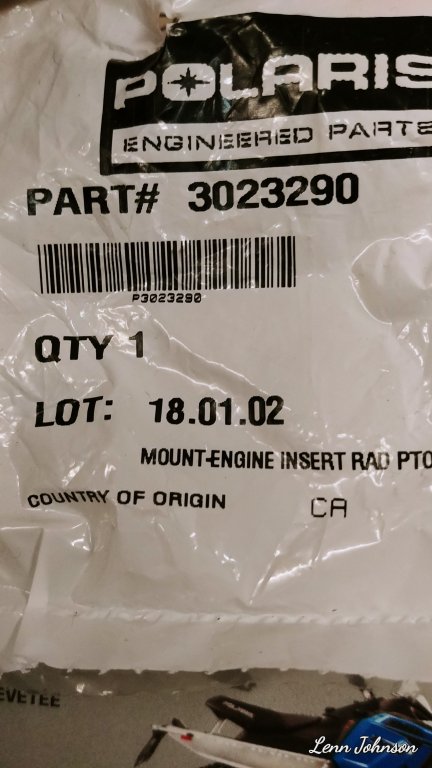 POLARIS
ENGINEERED PARTS
PART# 3023290
P3023290
QTY 1
LOT: 18.01.02
MOUNT-ENGINE INSERT RAD PTO
COUNTRY OF ORIGIN CA
Lenn Johnson